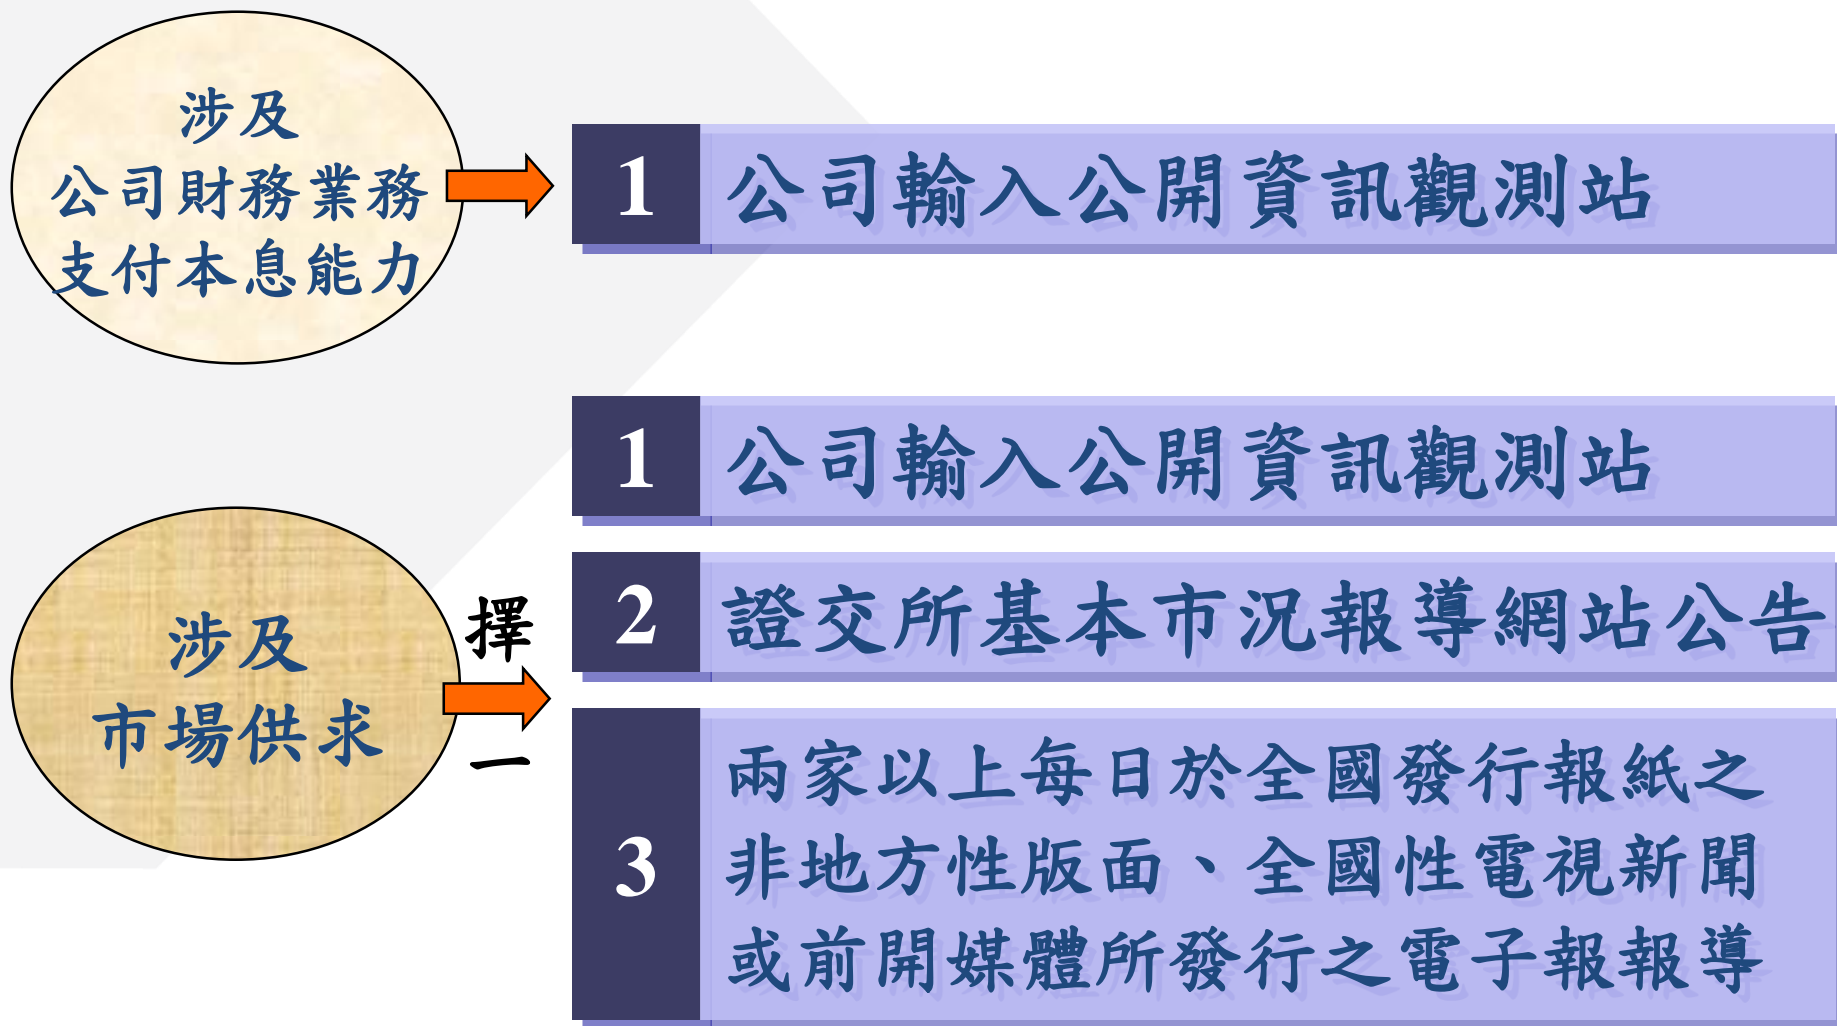 涉及
公司財務業務
支付本息能力
1
公司輸入公開資訊觀測站
涉及
市場供求
擇
一
1
公司輸入公開資訊觀測站
2
證交所基本市況報導網站公告
3
兩家以上每日於全國發行報紙之
非地方性版面、全國性電視新聞
或前開媒體所發行之電子報報導